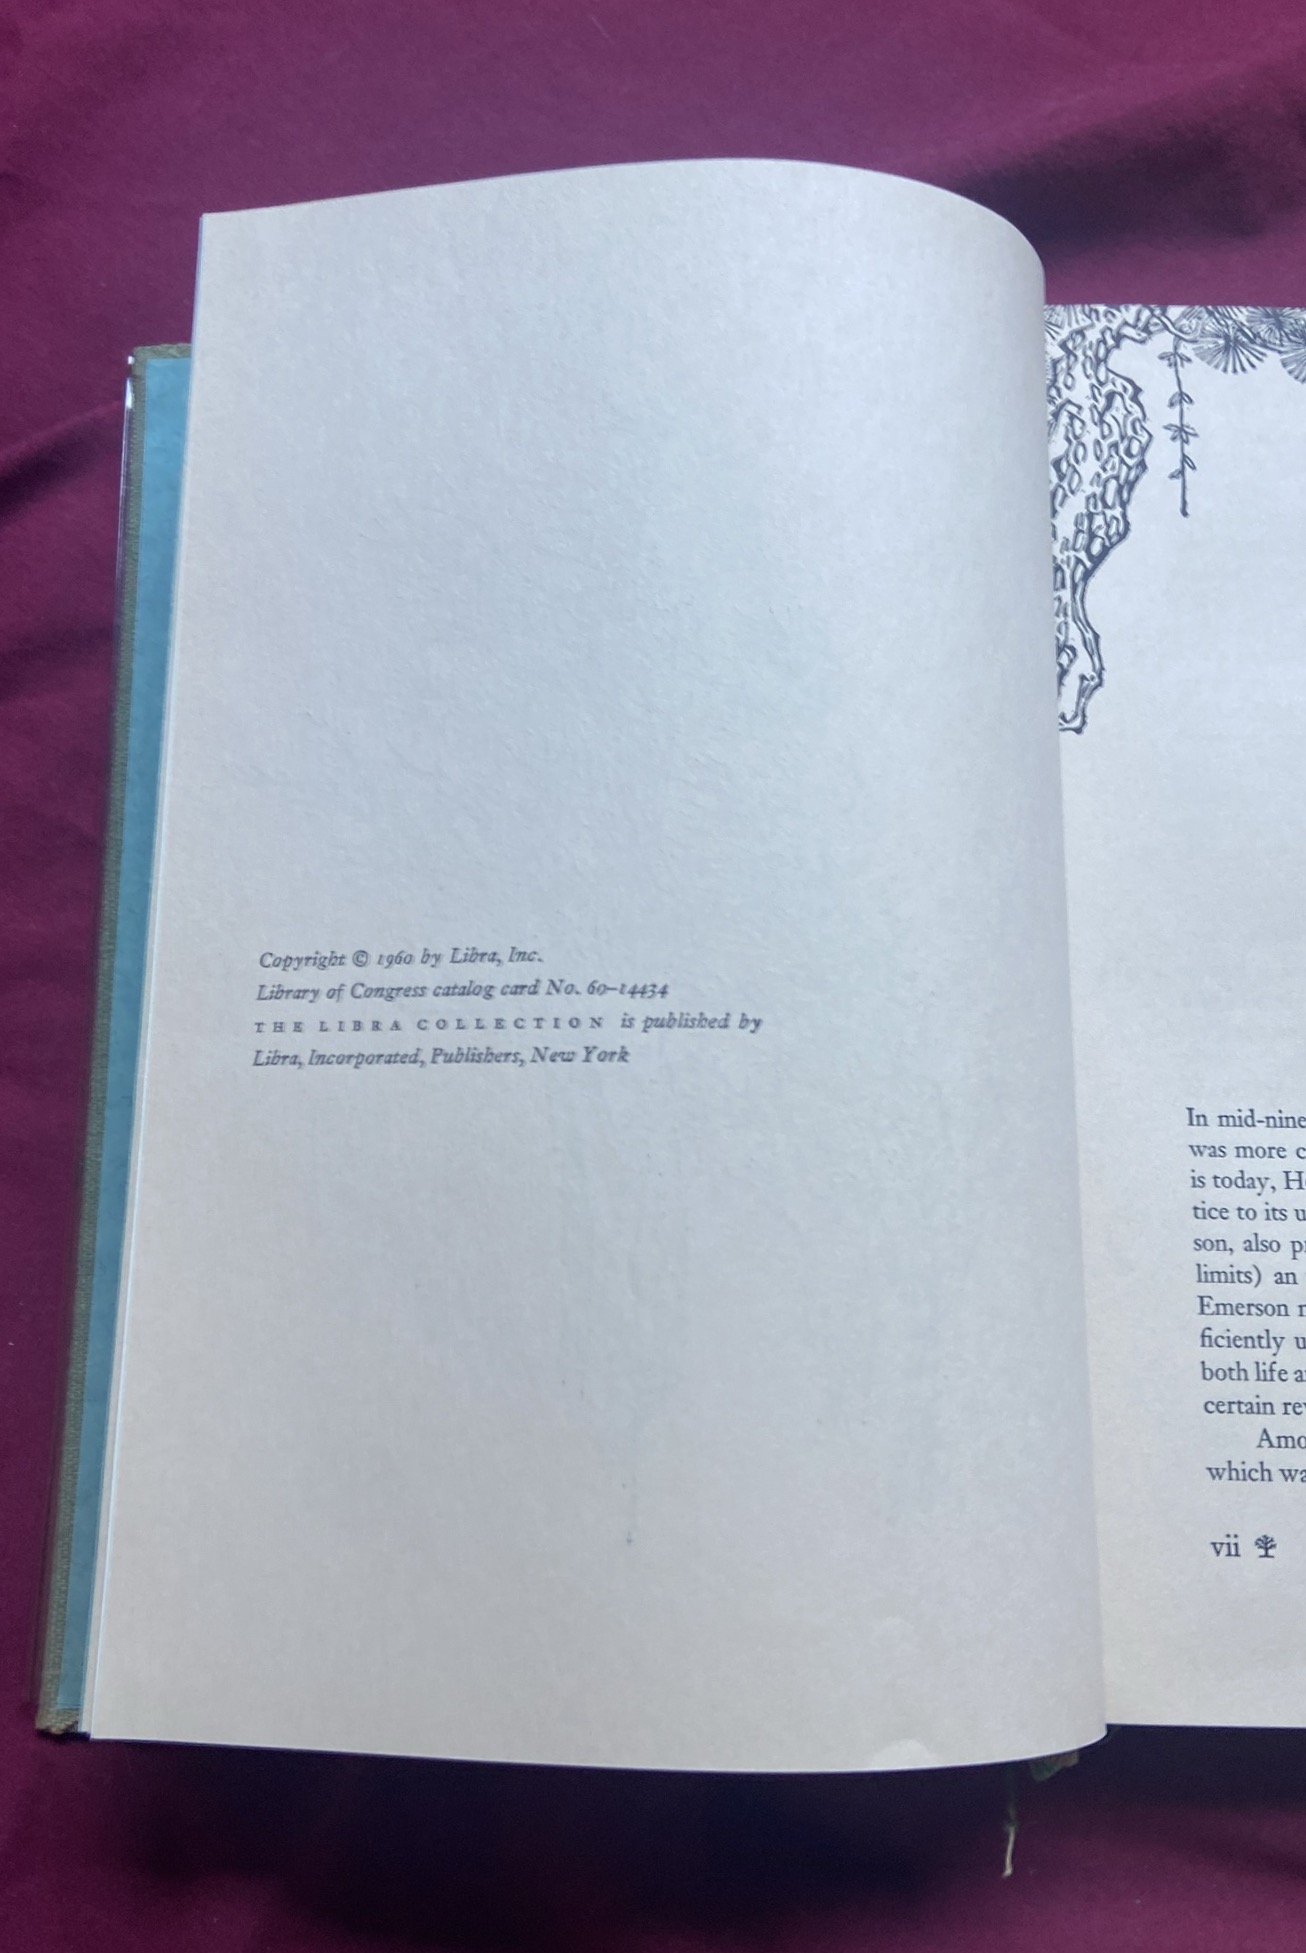 Copyright © 1960 by Libra, Inc.
Library of Congress catalog card No. 60–14434
THE LIBRA COLLECTION is published by
Libra, Incorporated, Publishers, New York
In mid-nine
was more c
is today, H
tice to its u
son, also p
limits) an
Emerson
ficiently u
both life a
certain re
Amo
which wa
vii